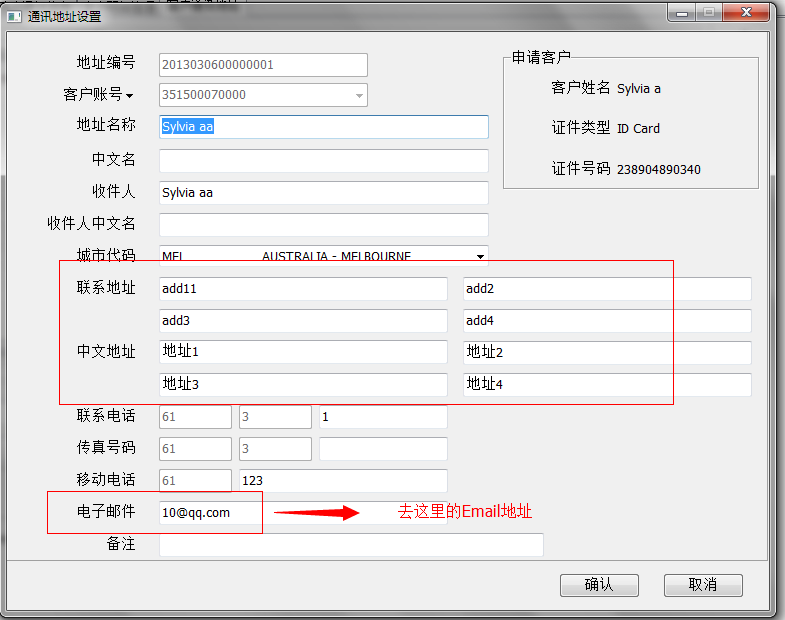 通讯地址设置
地址编号 2013030600000001
客户账号 351500070000
地址名称 Sylvia aa
中文名
收件人 Sylvia aa
收件人中文名
城市代码 MEL AUSTRALIA - MELBOURNE
联系地址 add11 add2
add3 add4
中文地址 地址1 地址2
地址3 地址4
联系电话 61 3 1
传真号码 61 3
移动电话 61 123
电子邮件 10@qq.com 去这里的Email地址
备注
申请客户
客户姓名 Sylvia a
证件类型 ID Card
证件号码 238904890340
确认 取消